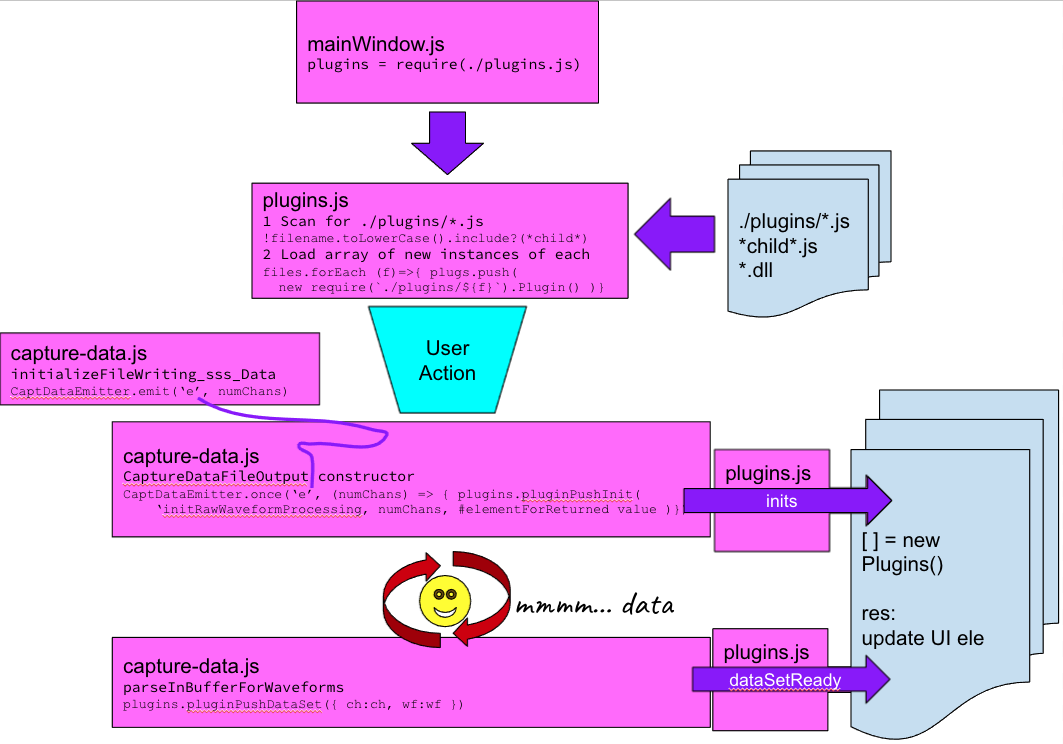 mainWindow.js
plugins = require(./plugins.js)
plugins.js
1 Scan for ./plugins/*.js
!filename.toLowerCase().include?(*child*)
2 Load array of new instances of each
files.forEach (f)=>{ plugs.push(
new require(`./plugins/${f}`).Plugin() )}
./plugins/*.js
*child*.js
*.dll
User
Action
capture-data.js
initializeFileWriting_sss_Data
CaptDataEmitter.emit(‘e’, numChans)
capture-data.js
CaptureDataFileOutput constructor
CaptDataEmitter.once(‘e’, (numChans) => { plugins.pluginPushInit(
‘initRawWaveformProcessing, numChans, #elementForReturned value )}
plugins.js
inits
[ ] = new
Plugins()
res:
update UI ele
mmmm... data
capture-data.js
parseInBufferForWaveforms
plugins.pluginPushDataSet({ ch:ch, wf:wf })
plugins.js
dataSetReady